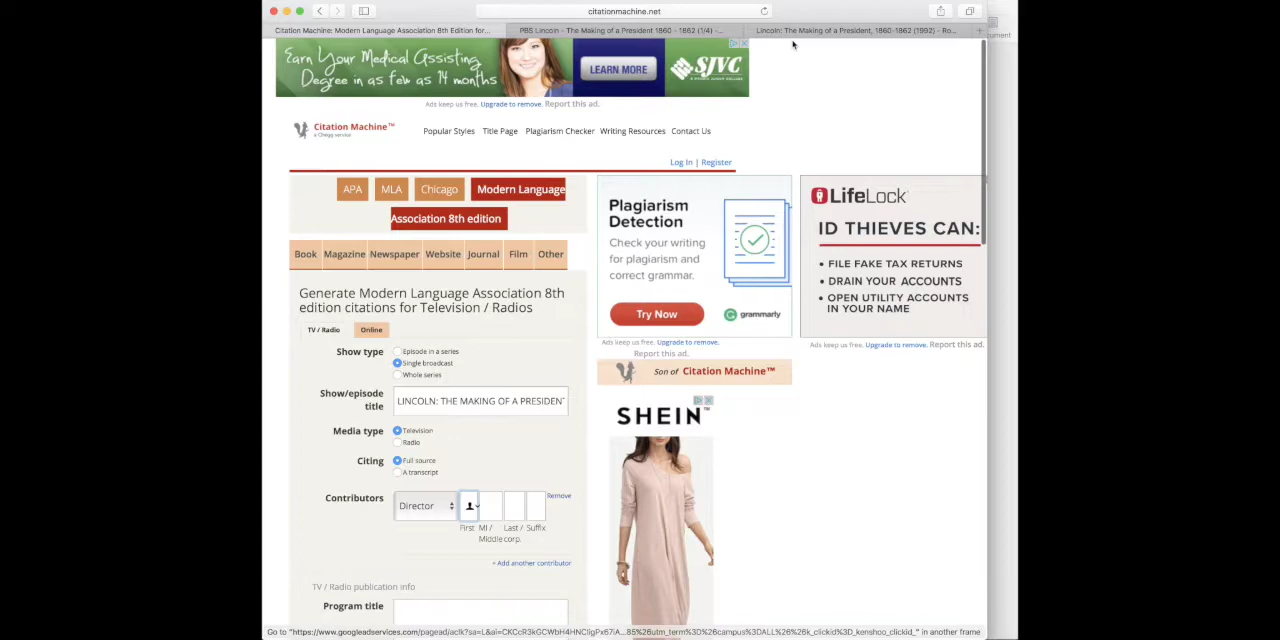 citationmachine.net
Citation Machine: Modern Language Association 8th Edition for...
PBS Lincoln - The Making of a President 1860 - 1862 (1/4) -...
Lincoln: The Making of a President, 1860-1862 (1992) - Ro...
Earn Your Medical Assisting
Degree in as few as 14 months
LEARN MORE
SJVC
Ads keep us free. Upgrade to remove. Report this ad.
Citation Machine™
a Chegg service
Popular Styles Title Page Plagiarism Checker Writing Resources Contact Us
Log In | Register
APA MLA Chicago Modern Language
Association 8th edition
Book Magazine Newspaper Website Journal Film Other
Generate Modern Language Association 8th
edition citations for Television / Radios
TV / Radio Online
Show type
Episode in a series
Single broadcast
Whole series
Show/episode
title
LINCOLN: THE MAKING OF A PRESIDENT
Media type
Television
Radio
Citing
Full source
A transcript
Contributors
Director
Remove
First MI / Last / Suffix
Middle corp.
+ Add another contributor
TV / Radio publication info
Program title
Plagiarism
Detection
Check your writing
for plagiarism and
correct grammar.
Try Now
grammarly
Ads keep us free. Upgrade to remove.
Report this ad.
Son of Citation Machine™
SHEIN™
LifeLock
ID THIEVES CAN:
• FILE FAKE TAX RETURNS
• DRAIN YOUR ACCOUNTS
• OPEN UTILITY ACCOUNTS
IN YOUR NAME
Ads keep us free. Upgrade to remove. Report this ad.
cument